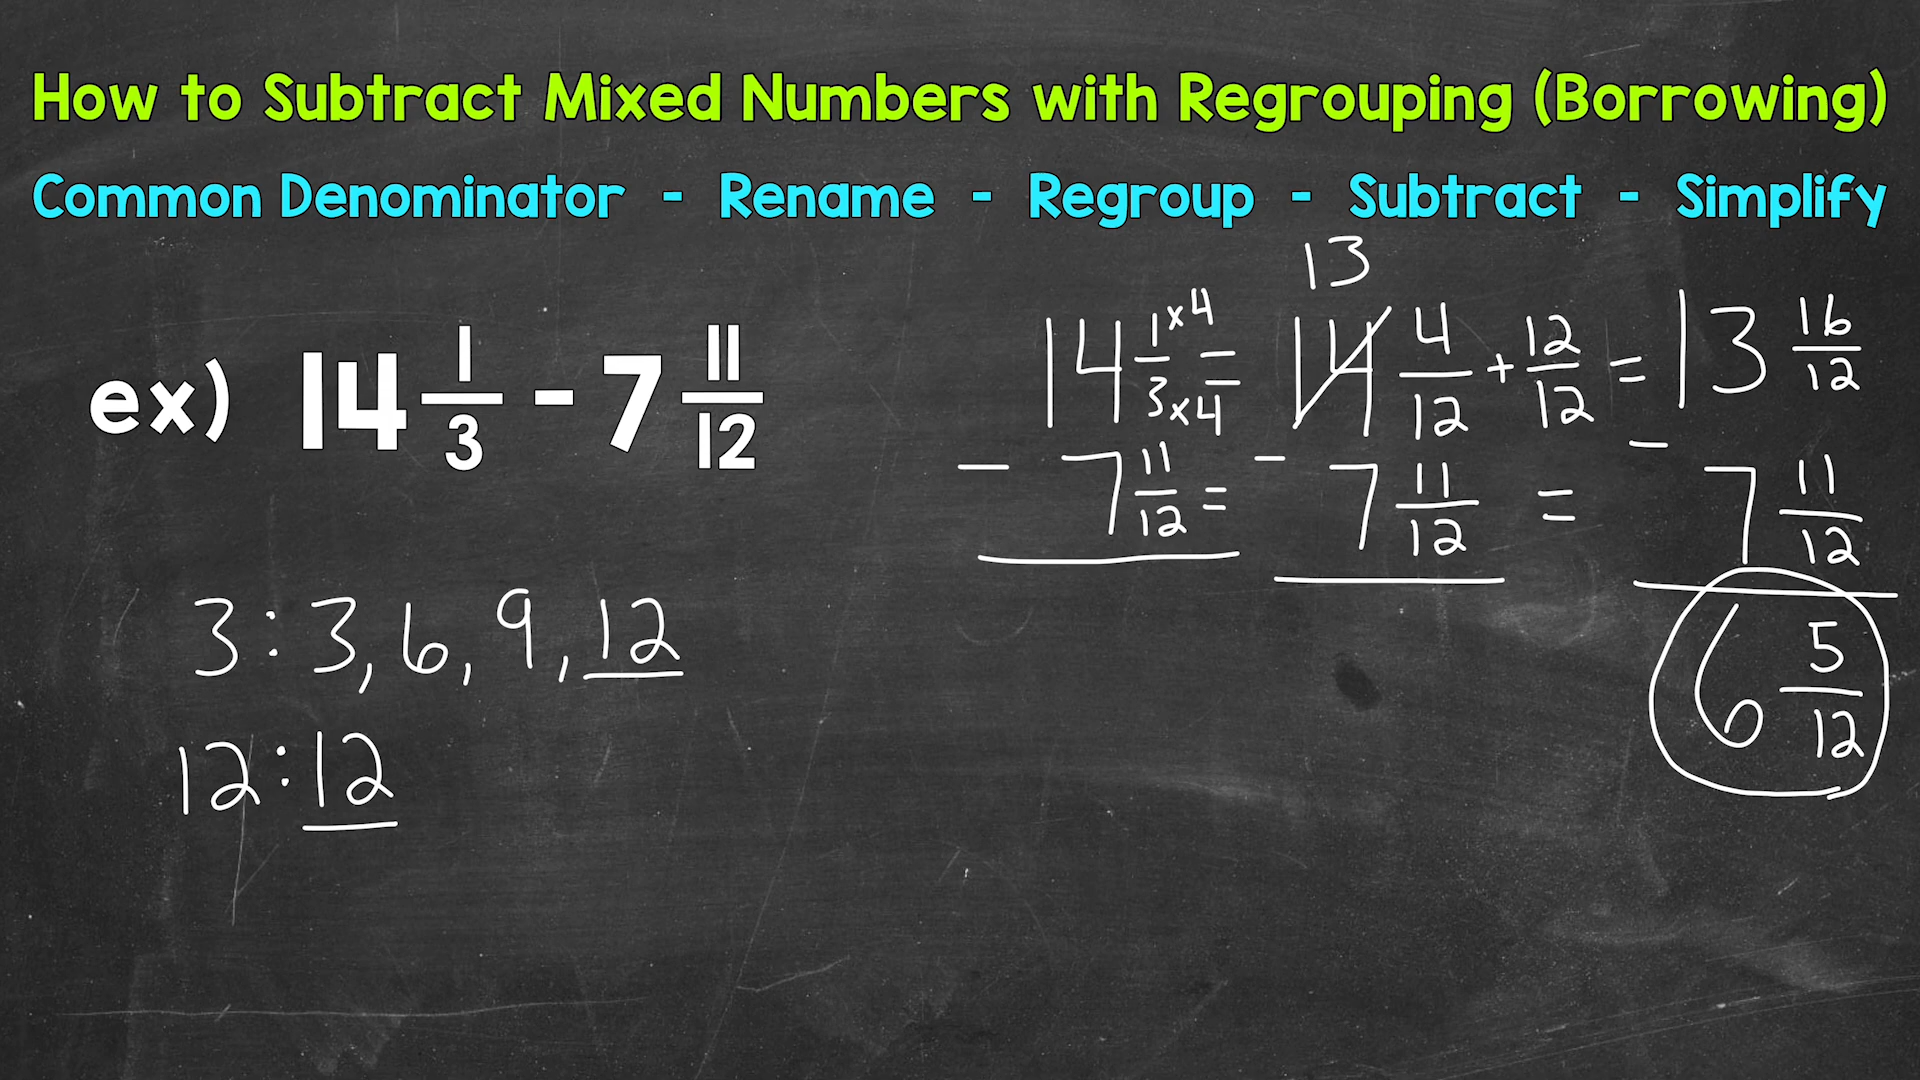 How to Subtract Mixed Numbers with Regrouping (Borrowing)
Common Denominator - Rename - Regroup - Subtract - Simplify
ex) 14 1/3 - 7 11/12
3 : 3, 6, 9, 12
12 : 12
13
14 1×4/3×4 = 14 4/12 + 12/12 = 13 16/12
- 7 11/12 = - 7 11/12 = - 7 11/12
6 5/12